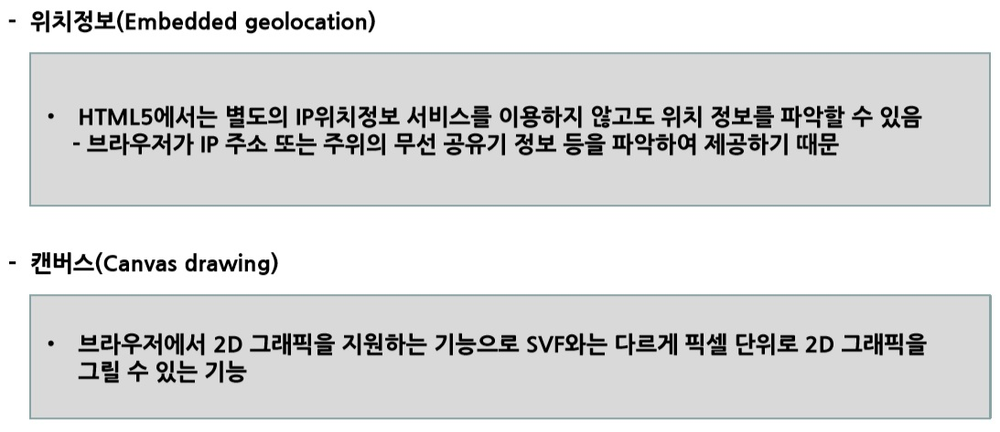 - 위치정보(Embedded geolocation)
• HTML5에서는 별도의 IP위치정보 서비스를 이용하지 않고도 위치 정보를 파악할 수 있음
- 브라우저가 IP 주소 또는 주위의 무선 공유기 정보 등을 파악하여 제공하기 때문
- 캔버스(Canvas drawing)
• 브라우저에서 2D 그래픽을 지원하는 기능으로 SVF와는 다르게 픽셀 단위로 2D 그래픽을
그릴 수 있는 기능